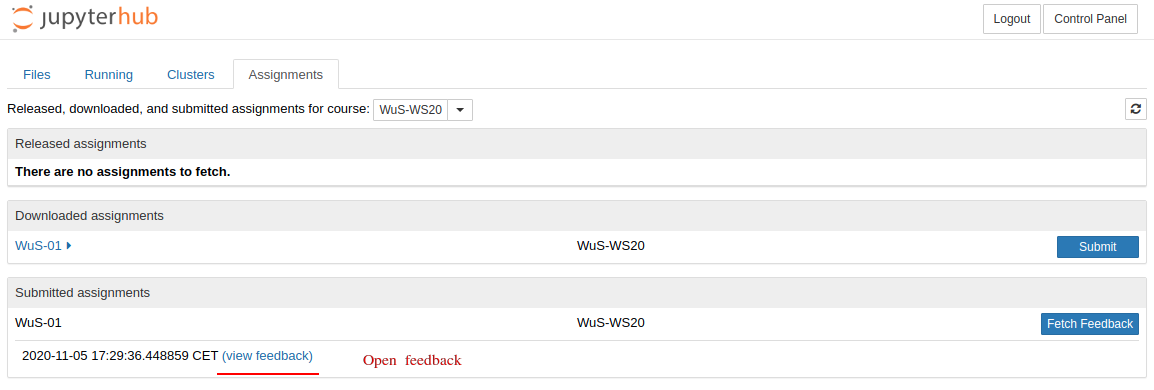 jupyterhub Logout Control Panel
Files Running Clusters Assignments
Released, downloaded, and submitted assignments for course: WuS-WS20
Released assignments
There are no assignments to fetch.
Downloaded assignments
WuS-01 WuS-WS20 Submit
Submitted assignments
WuS-01 WuS-WS20 Fetch Feedback
2020-11-05 17:29:36.448859 CET (view feedback) Open feedback